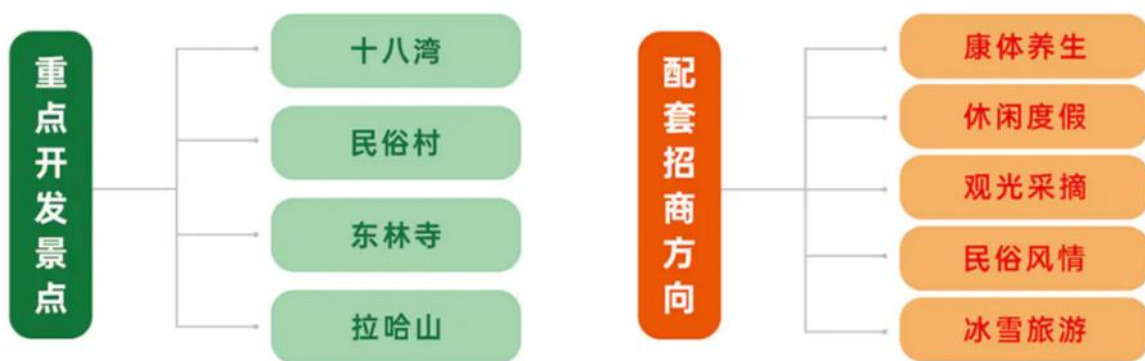 重点开发景点
十八湾
民俗村
东林寺
拉哈山
配套招商方向
康体养生
休闲度假
观光采摘
民俗风情
冰雪旅游